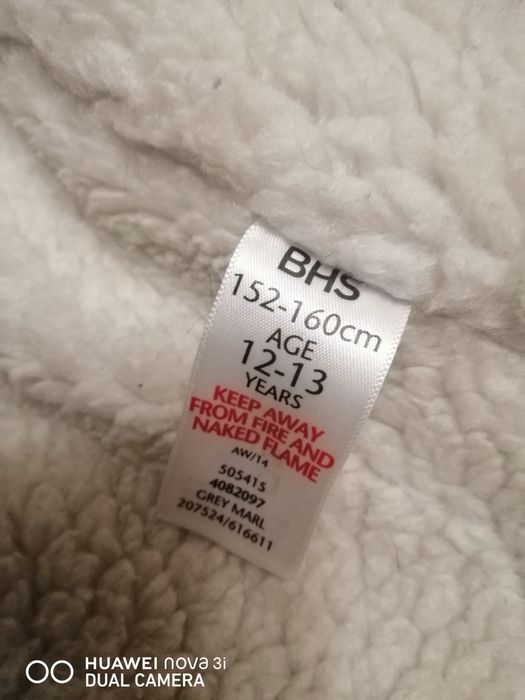 BHS
152-160cm
AGE
12-13
YEARS
KEEP AWAY
FROM FIRE AND
NAKED FLAME
AW/14
505415
4082097
GREY MARL
207524/616611
HUAWEI nova 3i
DUAL CAMERA